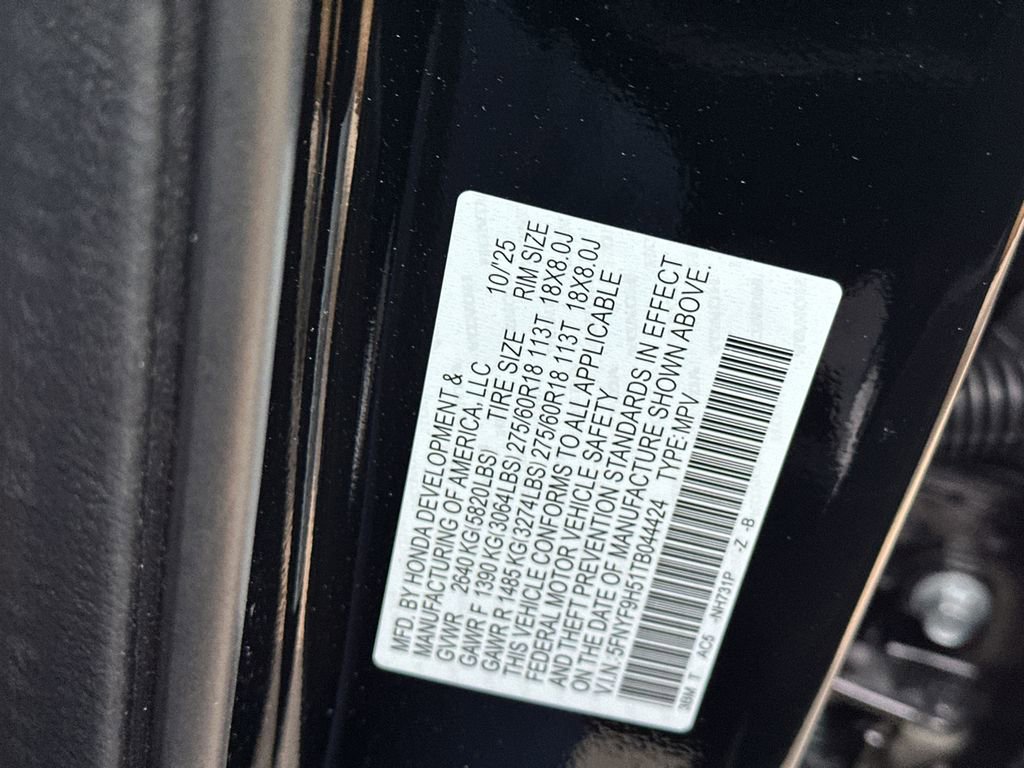 MFD. BY HONDA DEVELOPMENT &
MANUFACTURING OF AMERICA, LLC 10/'25
GVWR 2640 KG(5820LBS) TIRE SIZE RIM SIZE
GAWR F 1390 KG(3064LBS) 275/60R18 113T 18X8.0J
GAWR R 1485 KG(3274LBS) 275/60R18 113T 18X8.0J
THIS VEHICLE CONFORMS TO ALL APPLICABLE
FEDERAL MOTOR VEHICLE SAFETY
AND THEFT PREVENTION STANDARDS IN EFFECT
ON THE DATE OF MANUFACTURE SHOWN ABOVE.
V.I.N. 5FNYF9H51TB044424 TYPE: MPV
3BM T AC5 -NH731P -Z -B